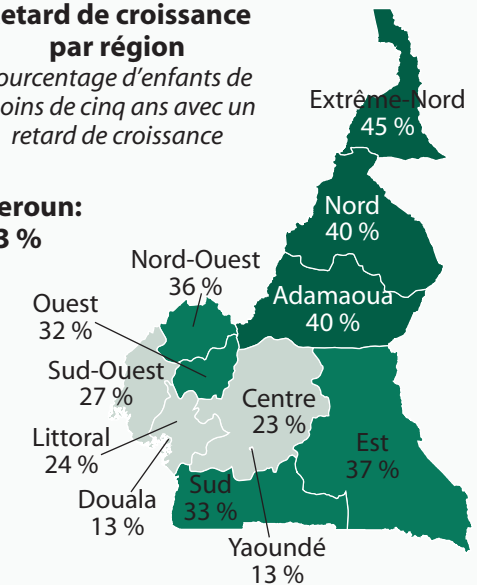 etard de croissance
par région
ourcentage d'enfants de
oins de cinq ans avec un
retard de croissance
eroun:
3 %
Extrême-Nord
45 %
Nord
40 %
Adamaoua
40 %
Nord-Ouest
36 %
Ouest
32 %
Sud-Ouest
27 %
Littoral
24 %
Douala
13 %
Centre
23 %
Est
37 %
Sud
33 %
Yaoundé
13 %